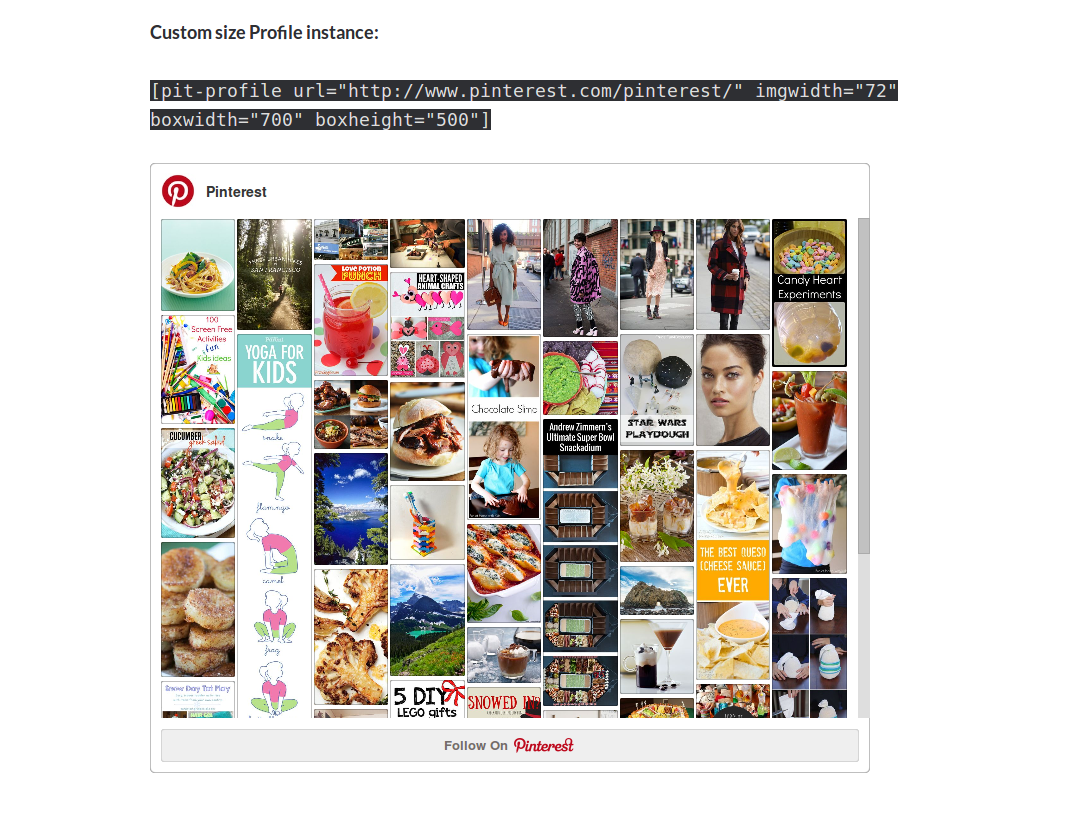 Custom size Profile instance:
[pit-profile url="http://www.pinterest.com/pinterest/" imgwidth="72"
boxwidth="700" boxheight="500"]
Pinterest
SAN FRANCISCO
LOVE POTION
PUNCH
HEART-SHAPED
ANIMAL CRAFTS
Candy Heart
Experiments
100
Screen Free
Activities
fun
Kids ideas
YOGA FOR
KIDS
snake
flamingo
camel
frog
CUCUMBER
greek salad
Chocolate Slime
Andrew Zimmern's
Ultimate Super Bowl
Snackadium
STAR WARS
PLAYDOUGH
THE BEST QUESO
(CHEESE SAUCE)
EVER
Snow Day Tot Play
5 DIY
LEGO gifts
SNOWED IN
Follow On Pinterest